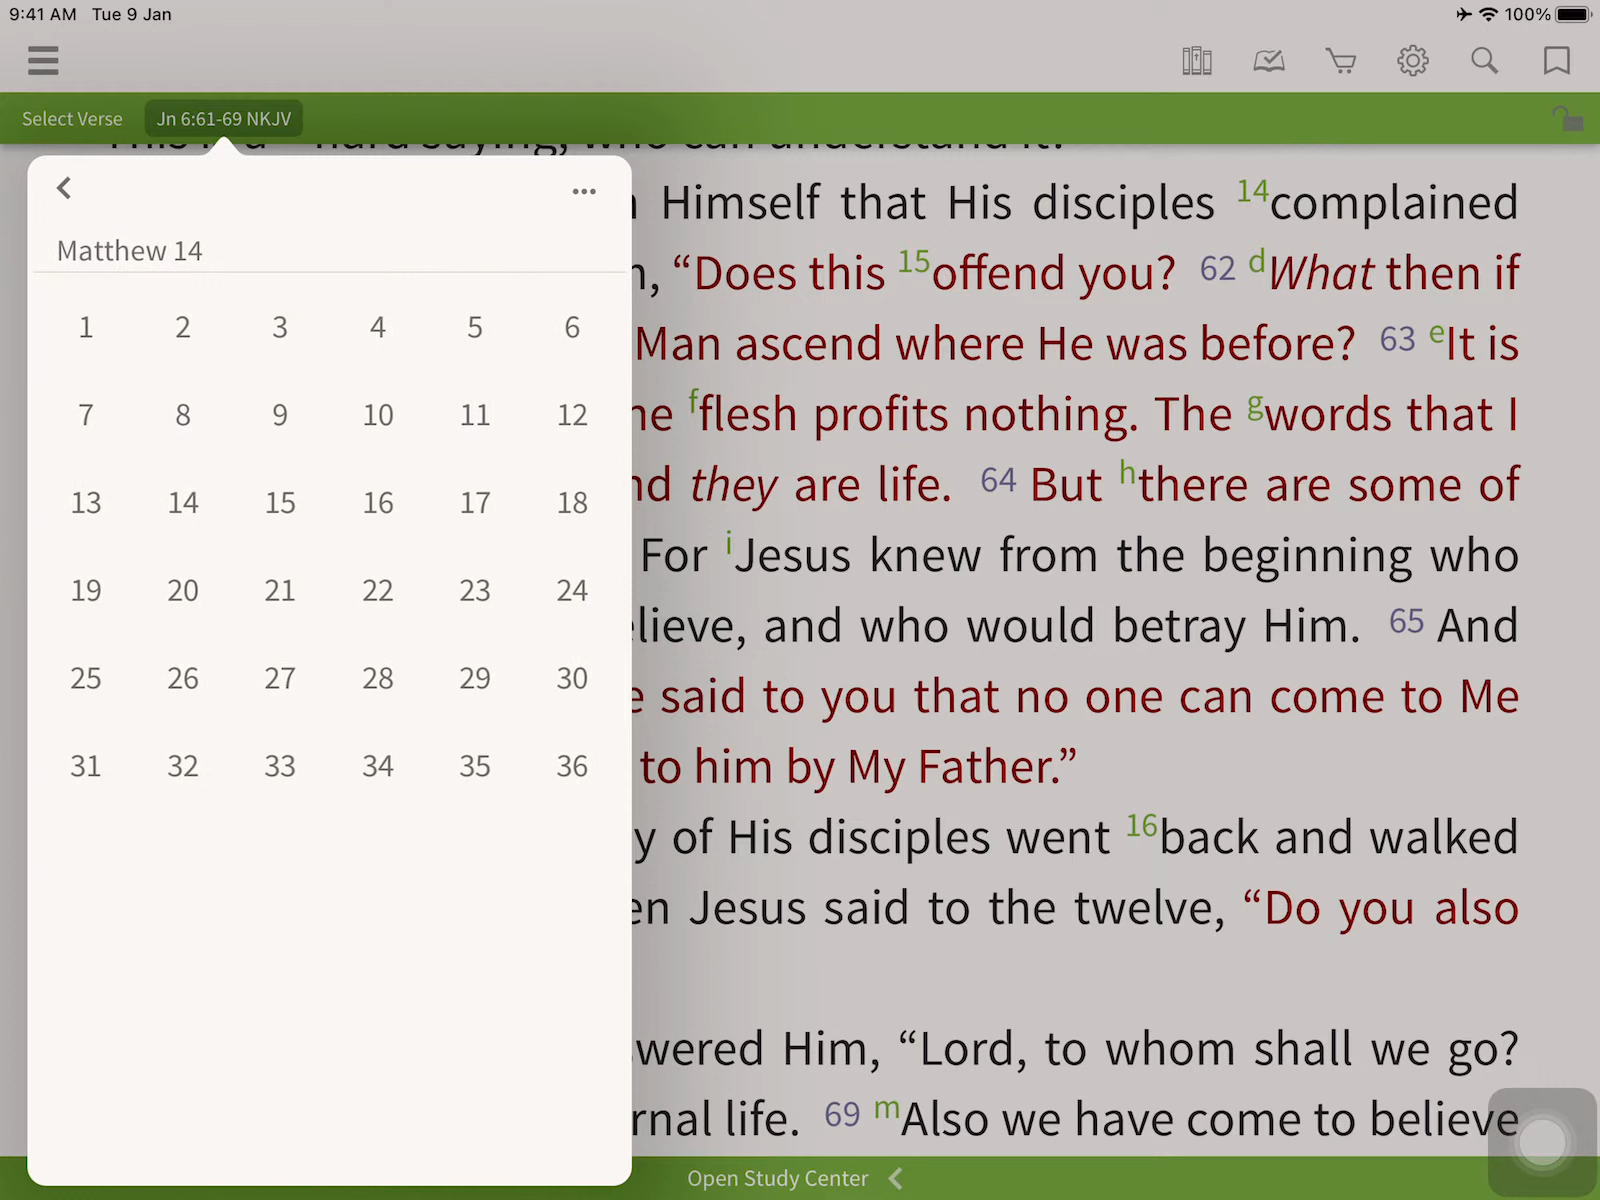 9:41 AM Tue 9 Jan 100%
Select Verse Jn 6:61-69 NKJV
hard saying; who can understand it?
Matthew 14
1 2 3 4 5 6
7 8 9 10 11 12
13 14 15 16 17 18
19 20 21 22 23 24
25 26 27 28 29 30
31 32 33 34 35 36
Himself that His disciples 14complained
“Does this 15offend you? 62 dWhat then if
Man ascend where He was before? 63 eIt is
fflesh profits nothing. The gwords that I
they are life. 64 But hthere are some of
For iJesus knew from the beginning who
lieve, and who would betray Him. 65 And
said to you that no one can come to Me
to him by My Father.”
y of His disciples went 16back and walked
en Jesus said to the twelve, “Do you also
wered Him, “Lord, to whom shall we go?
rnal life. 69 mAlso we have come to believe
Open Study Center